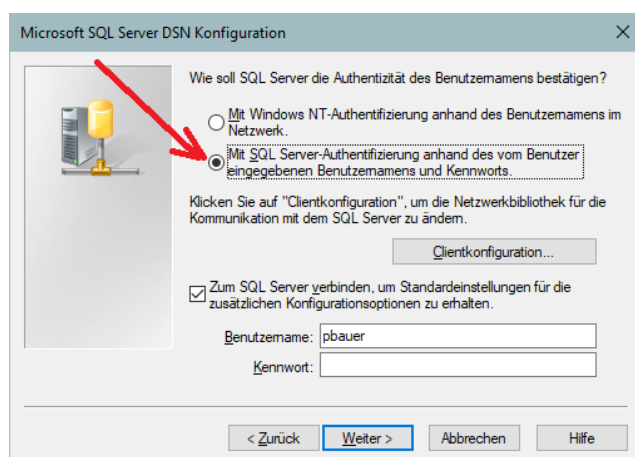 Microsoft SQL Server DSN Konfiguration
Wie soll SQL Server die Authentizität des Benutzernamens bestätigen?
Mit Windows NT-Authentifizierung anhand des Benutzernamens im
Netzwerk.
Mit SQL Server-Authentifizierung anhand des vom Benutzer
eingegebenen Benutzernamens und Kennworts.
Klicken Sie auf "Clientkonfiguration", um die Netzwerkbibliothek für die
Kommunikation mit dem SQL Server zu ändern.
Clientkonfiguration...
Zum SQL Server verbinden, um Standardeinstellungen für die
zusätzlichen Konfigurationsoptionen zu erhalten.
Benutzername: pbauer
Kennwort:
< Zurück Weiter > Abbrechen Hilfe